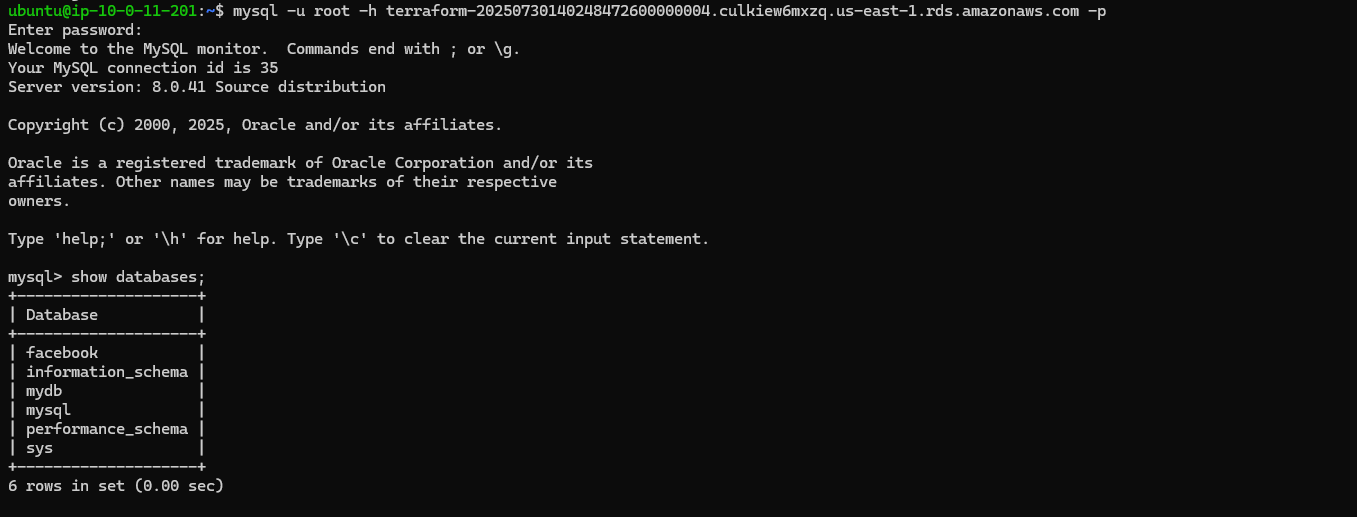 ubuntu@ip-10-0-11-201:~$ mysql -u root -h terraform-20250730140248472600000004.culkiew6mxzq.us-east-1.rds.amazonaws.com -p
Enter password:
Welcome to the MySQL monitor.  Commands end with ; or \g.
Your MySQL connection id is 35
Server version: 8.0.41 Source distribution
Copyright (c) 2000, 2025, Oracle and/or its affiliates.
Oracle is a registered trademark of Oracle Corporation and/or its
affiliates. Other names may be trademarks of their respective
owners.
Type 'help;' or '\h' for help. Type '\c' to clear the current input statement.
mysql> show databases;
+--------------------+
| Database           |
+--------------------+
| facebook           |
| information_schema |
| mydb               |
| mysql              |
| performance_schema |
| sys                |
+--------------------+
6 rows in set (0.00 sec)